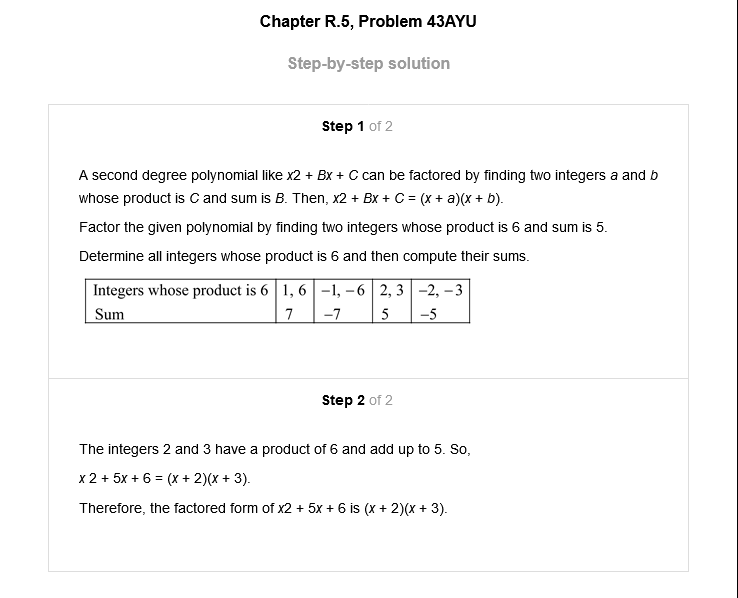 Chapter R.5, Problem 43AYU
Step-by-step solution
Step 1 of 2
A second degree polynomial like x2 + Bx + C can be factored by finding two integers a and b
whose product is C and sum is B. Then, x2 + Bx + C = (x + a)(x + b).
Factor the given polynomial by finding two integers whose product is 6 and sum is 5.
Determine all integers whose product is 6 and then compute their sums.
Integers whose product is 6 1, 6 −1, −6 2, 3 −2, −3
Sum 7 −7 5 −5
Step 2 of 2
The integers 2 and 3 have a product of 6 and add up to 5. So,
x 2 + 5x + 6 = (x + 2)(x + 3).
Therefore, the factored form of x2 + 5x + 6 is (x + 2)(x + 3).